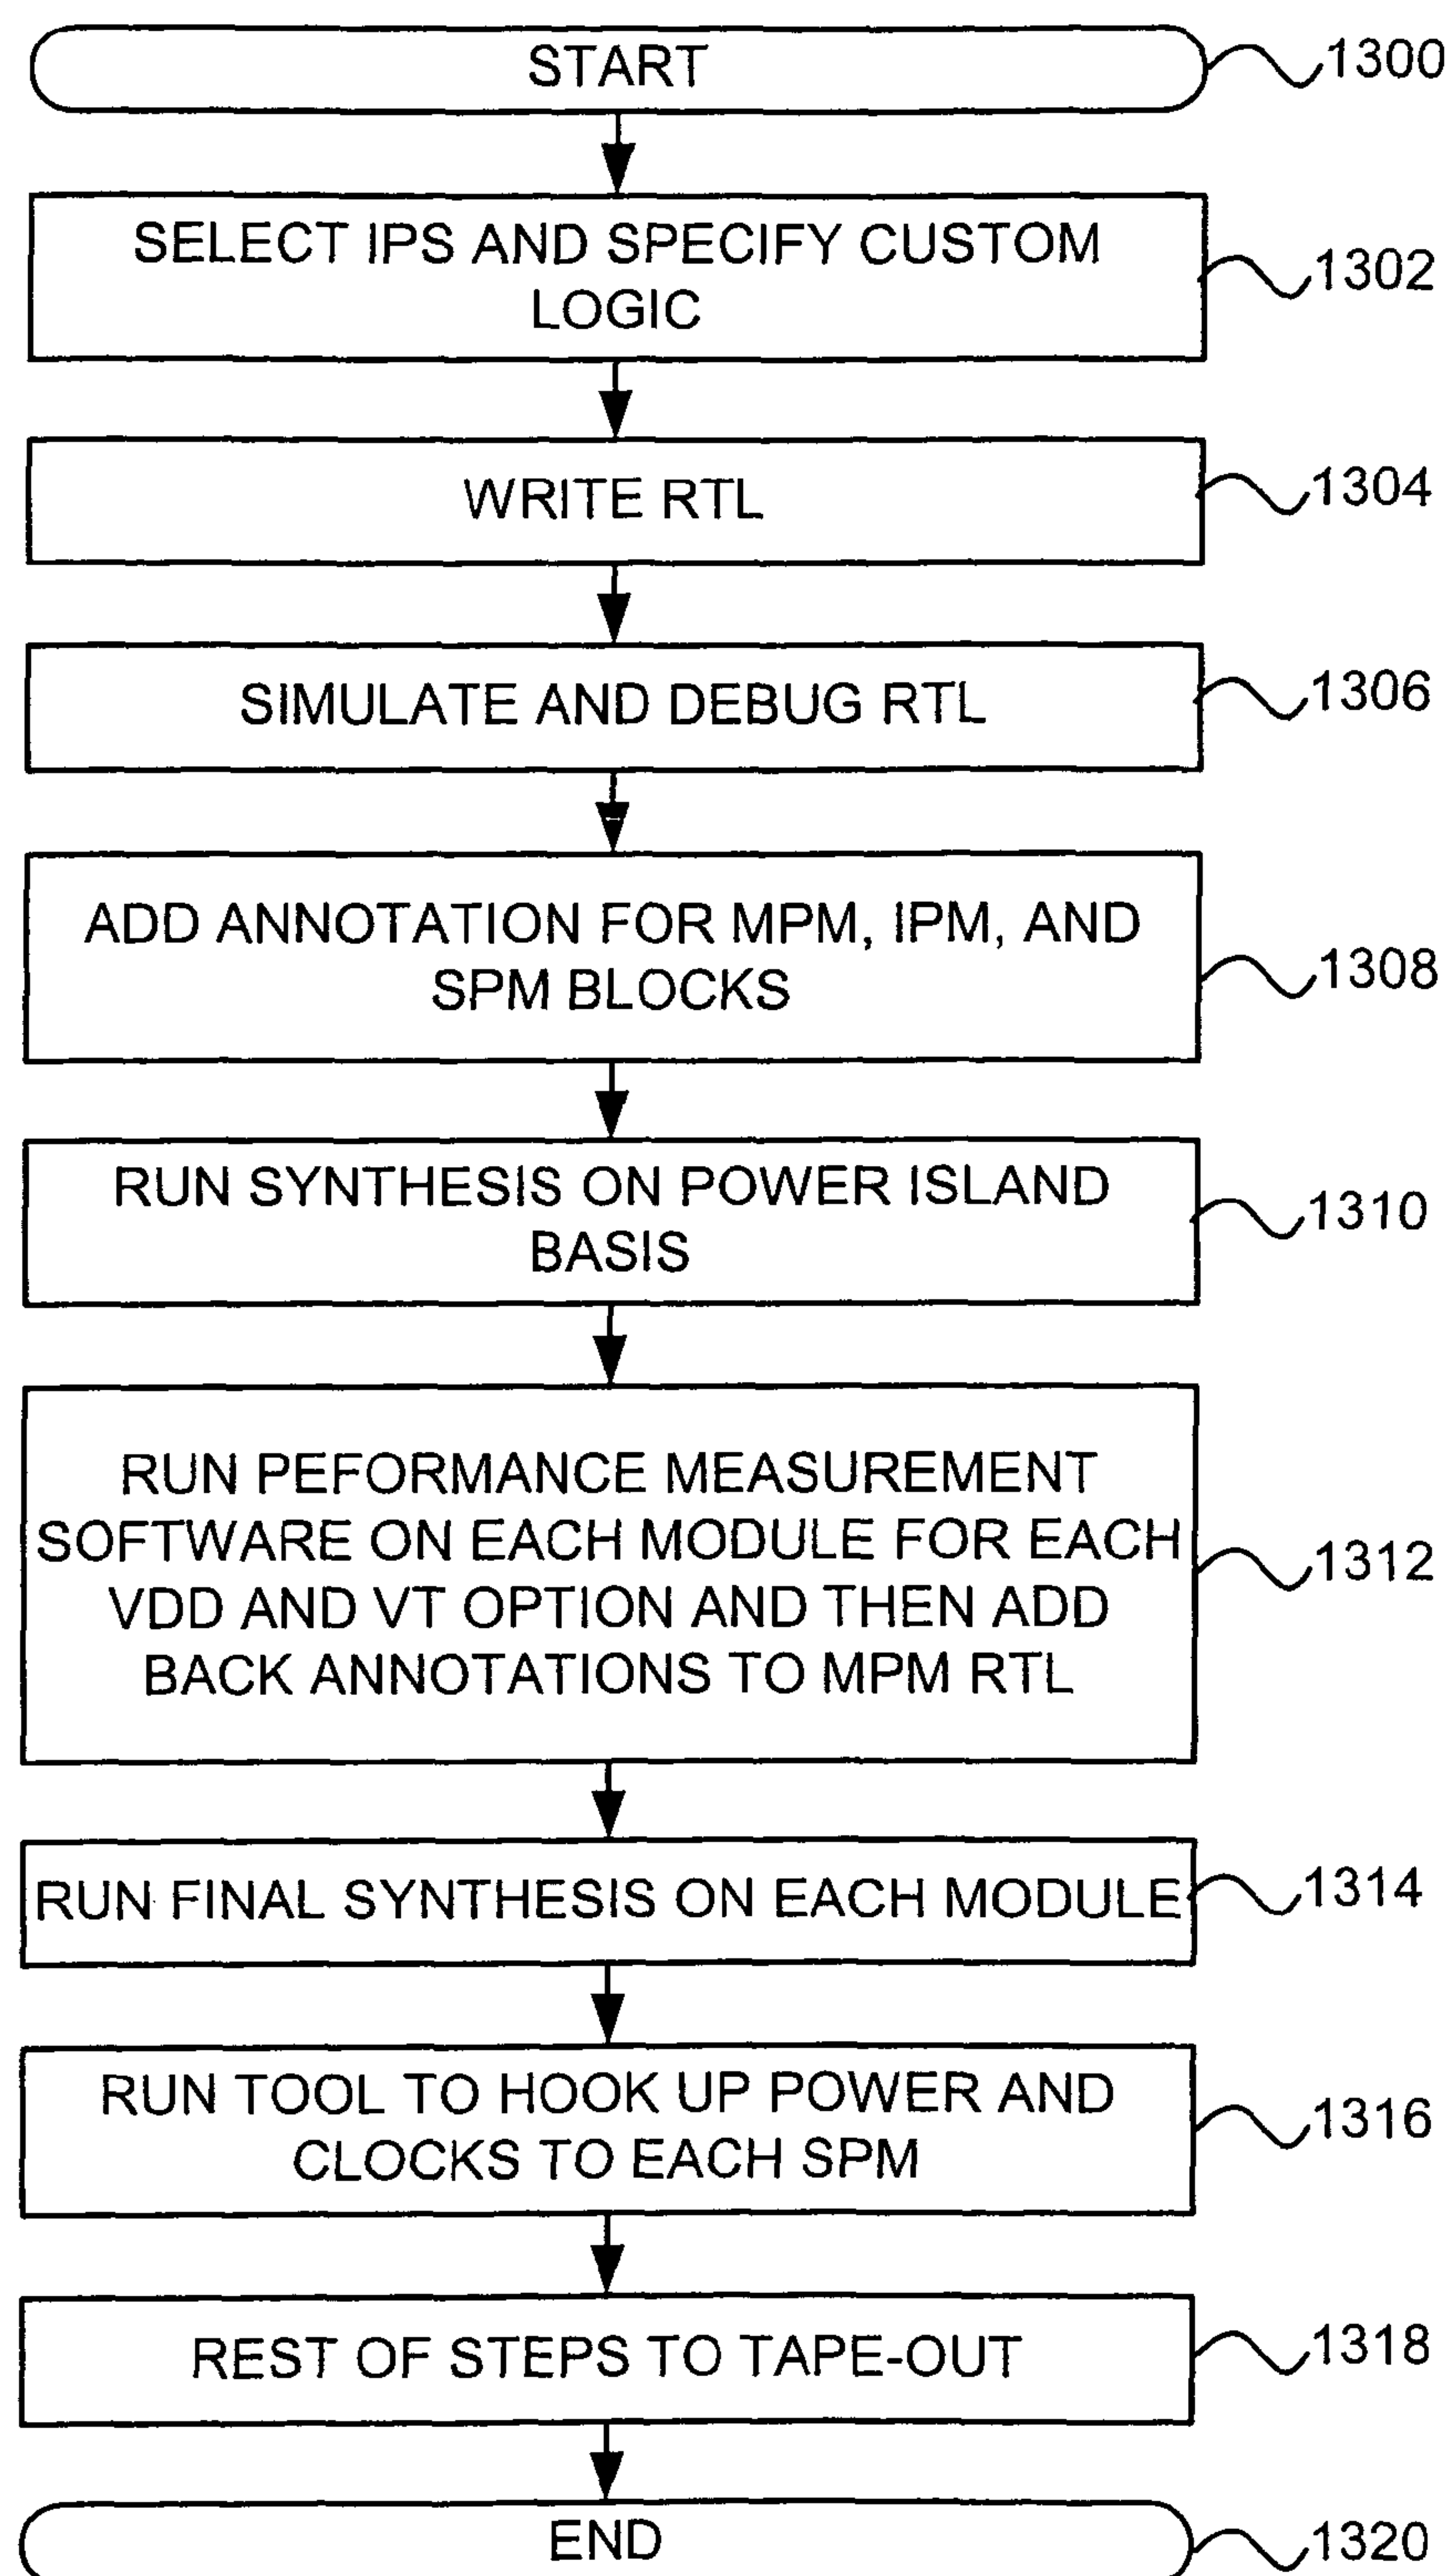 START
1300
SELECT IPS AND SPECIFY CUSTOM
LOGIC
1302
WRITE RTL
1304
SIMULATE AND DEBUG RTL
1306
ADD ANNOTATION FOR MPM, IPM, AND
SPM BLOCKS
1308
RUN SYNTHESIS ON POWER ISLAND
BASIS
1310
RUN PEFORMANCE MEASUREMENT
SOFTWARE ON EACH MODULE FOR EACH
VDD AND VT OPTION AND THEN ADD
BACK ANNOTATIONS TO MPM RTL
1312
RUN FINAL SYNTHESIS ON EACH MODULE
1314
RUN TOOL TO HOOK UP POWER AND
CLOCKS TO EACH SPM
1316
REST OF STEPS TO TAPE-OUT
1318
END
1320